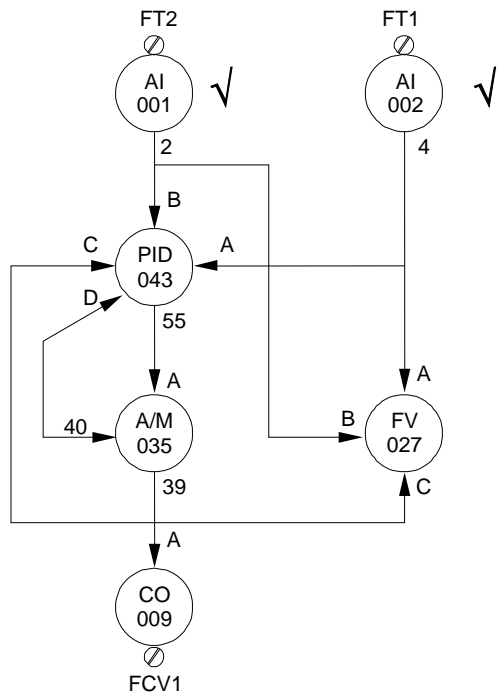 FT2 FT1
AI
001
√
AI
002
√
2 4
B
C A
PID
043
D
55
A A
40
A/M
035
B
FV
027
39 C
A
CO
009
FCV1